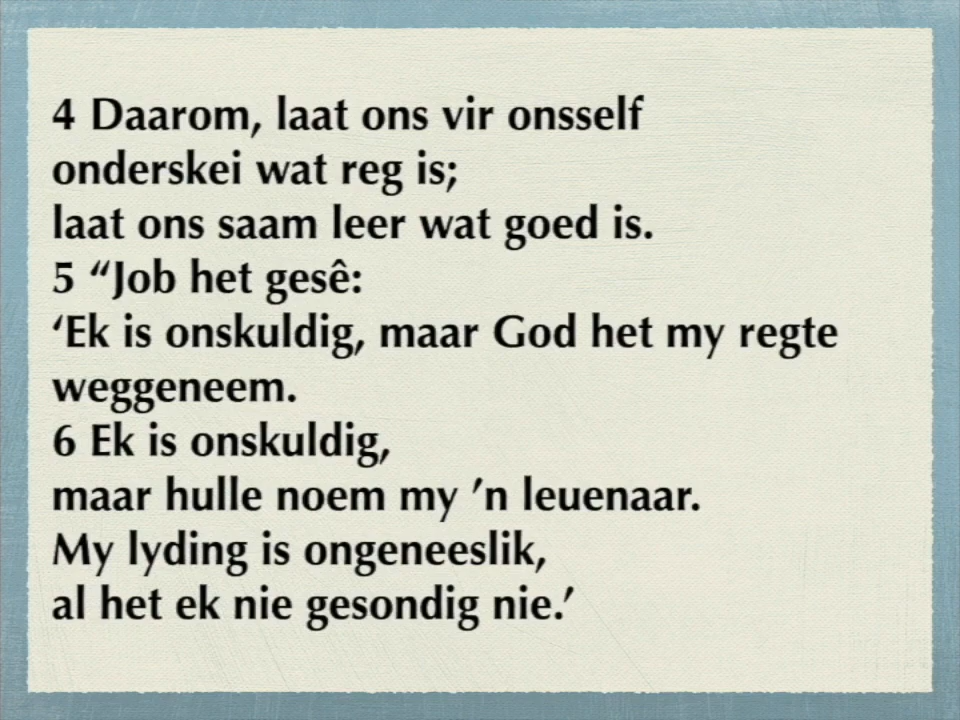 4 Daarom, laat ons vir onsself
onderskei wat reg is;
laat ons saam leer wat goed is.
5 “Job het gesê:
‘Ek is onskuldig, maar God het my regte
weggeneem.
6 Ek is onskuldig,
maar hulle noem my ’n leuenaar.
My lyding is ongeneeslik,
al het ek nie gesondig nie.’